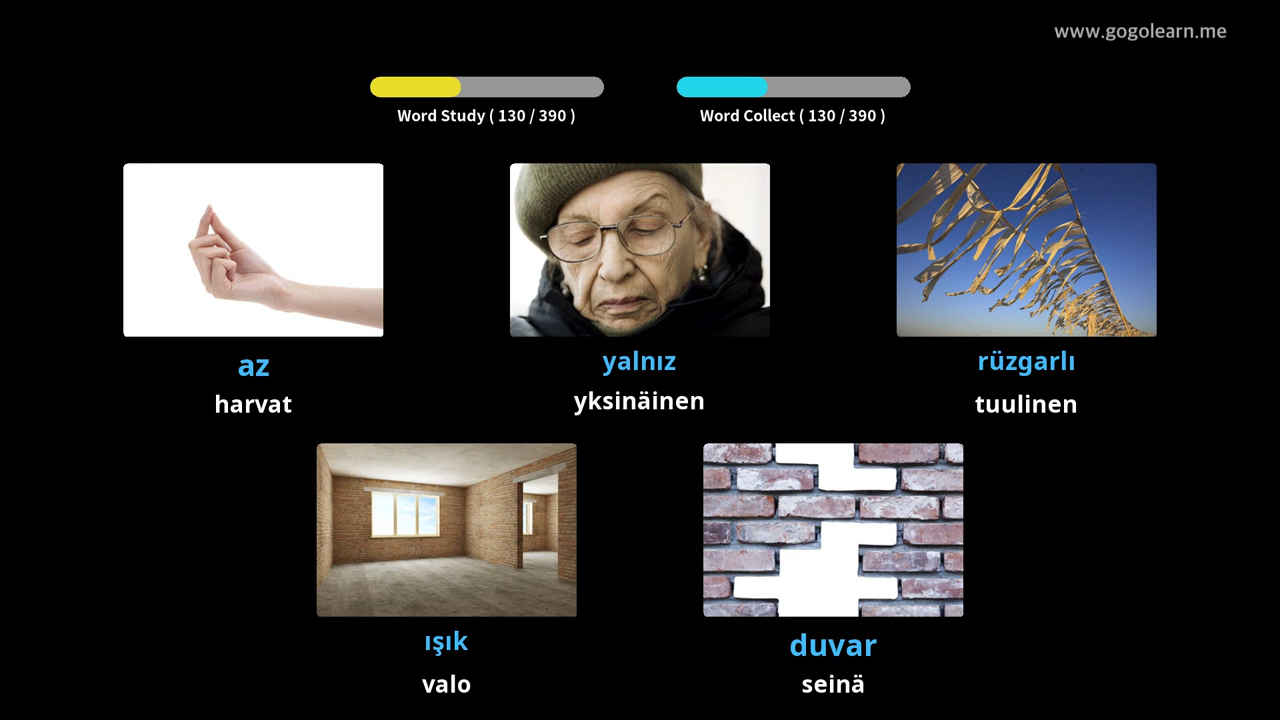 www.gogolearn.me
Word Study ( 130 / 390 )
Word Collect ( 130 / 390 )
az
harvat
yalnız
yksinäinen
rüzgarlı
tuulinen
ışık
valo
duvar
seinä